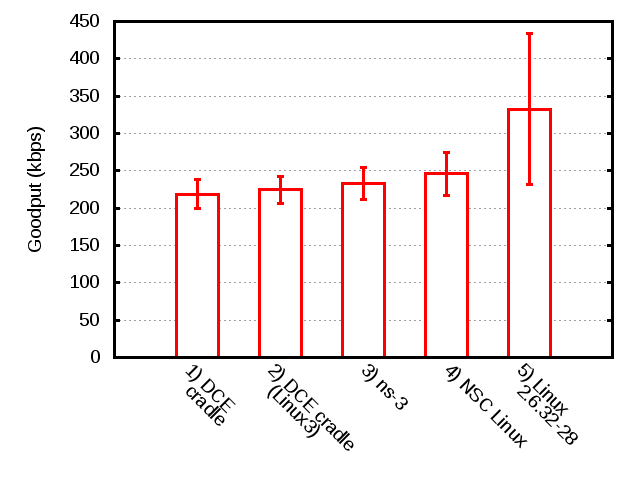 450
400
350
300
250
200
150
100
50
0
Goodput (kbps)
1) DCE
cradle
2) DCE cradle
(Linux3)
3) ns-3
4) NSC Linux
5) Linux
2.6.32-28